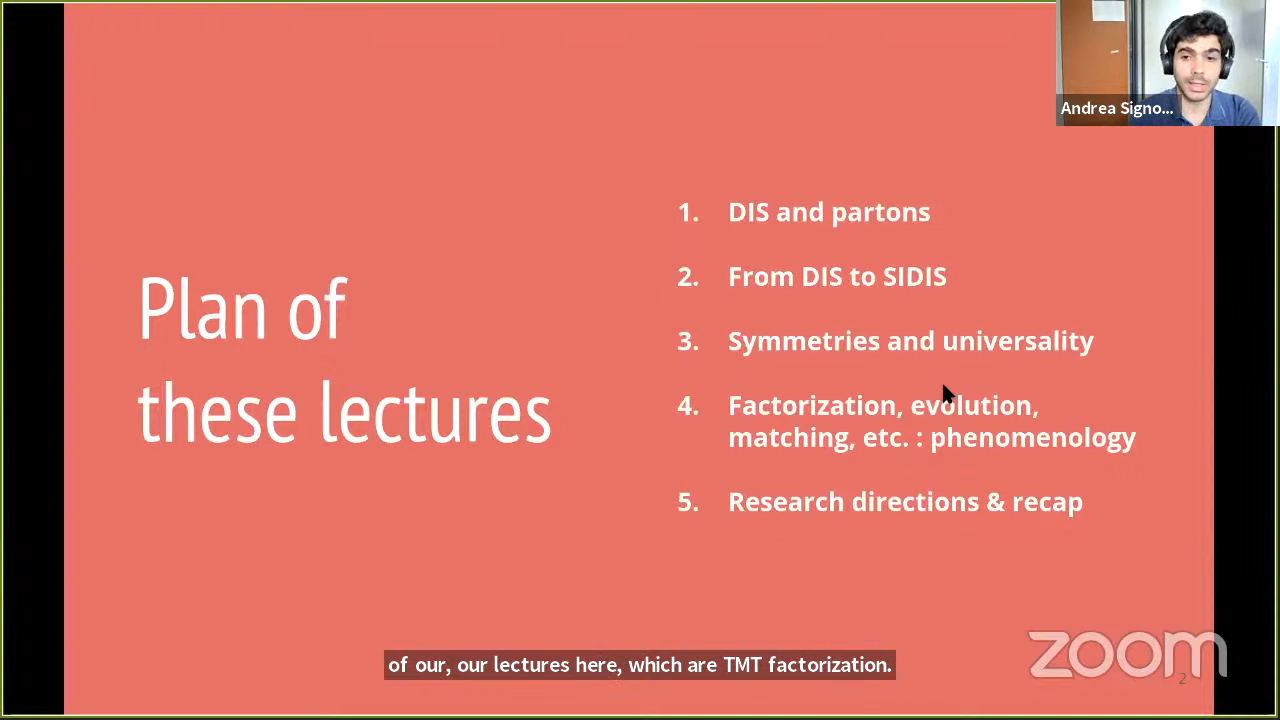 Andrea Signo...
Plan of
these lectures
1. DIS and partons
2. From DIS to SIDIS
3. Symmetries and universality
4. Factorization, evolution,
matching, etc. : phenomenology
5. Research directions & recap
of our, our lectures here, which are TMT factorization.
zoom
2